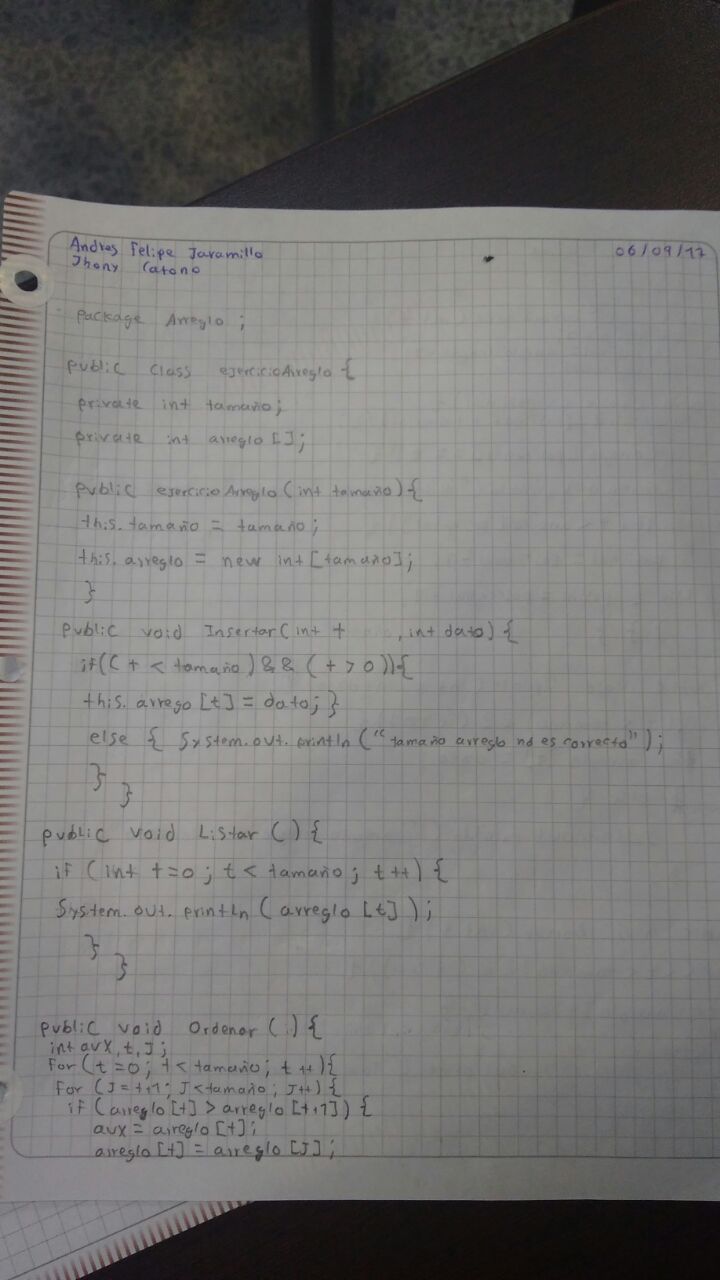 Andres Felipe Jaramillo
06/09/17
Jhony Catono
package Arreglo ;
public class ejercicioArreglo {
private int tamaño;
private int arreglo [];
public ejercicioArreglo (int tamaño) {
this. tamaño = tamaño;
this. arreglo = new int [tamaño];
}
public void Insertar (int t , int dato) {
if((t < tamaño) && (t > 0)){
this. arrego [t] = dato; }
else { System.out.println ("tamaño arreglo no es correcto");
}
}
public void Listar () {
if (int t=0 ; t < tamaño ; t++) {
System.out.println ( arreglo [t] ) ;
}
}
public void Ordenar () {
int aux, t, J;
For (t=0 ; t<tamaño; t++){
For (J=t+1; J<tamaño; J++) {
if (arreglo [t] > arreglo [t+1]) {
aux = arreglo [t];
arreglo [t] = arreglo [J];